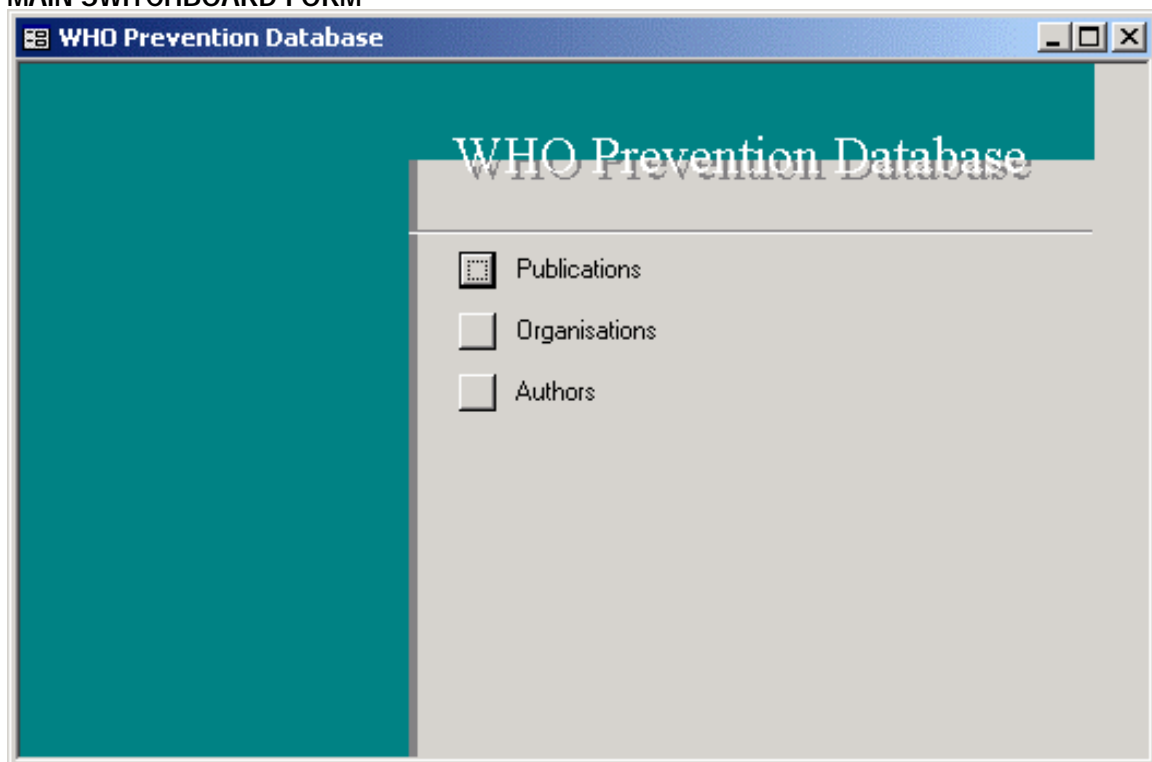 MAIN SWITCHBOARD FORM
WHO Prevention Database
WHO Prevention Database
Publications
Organisations
Authors